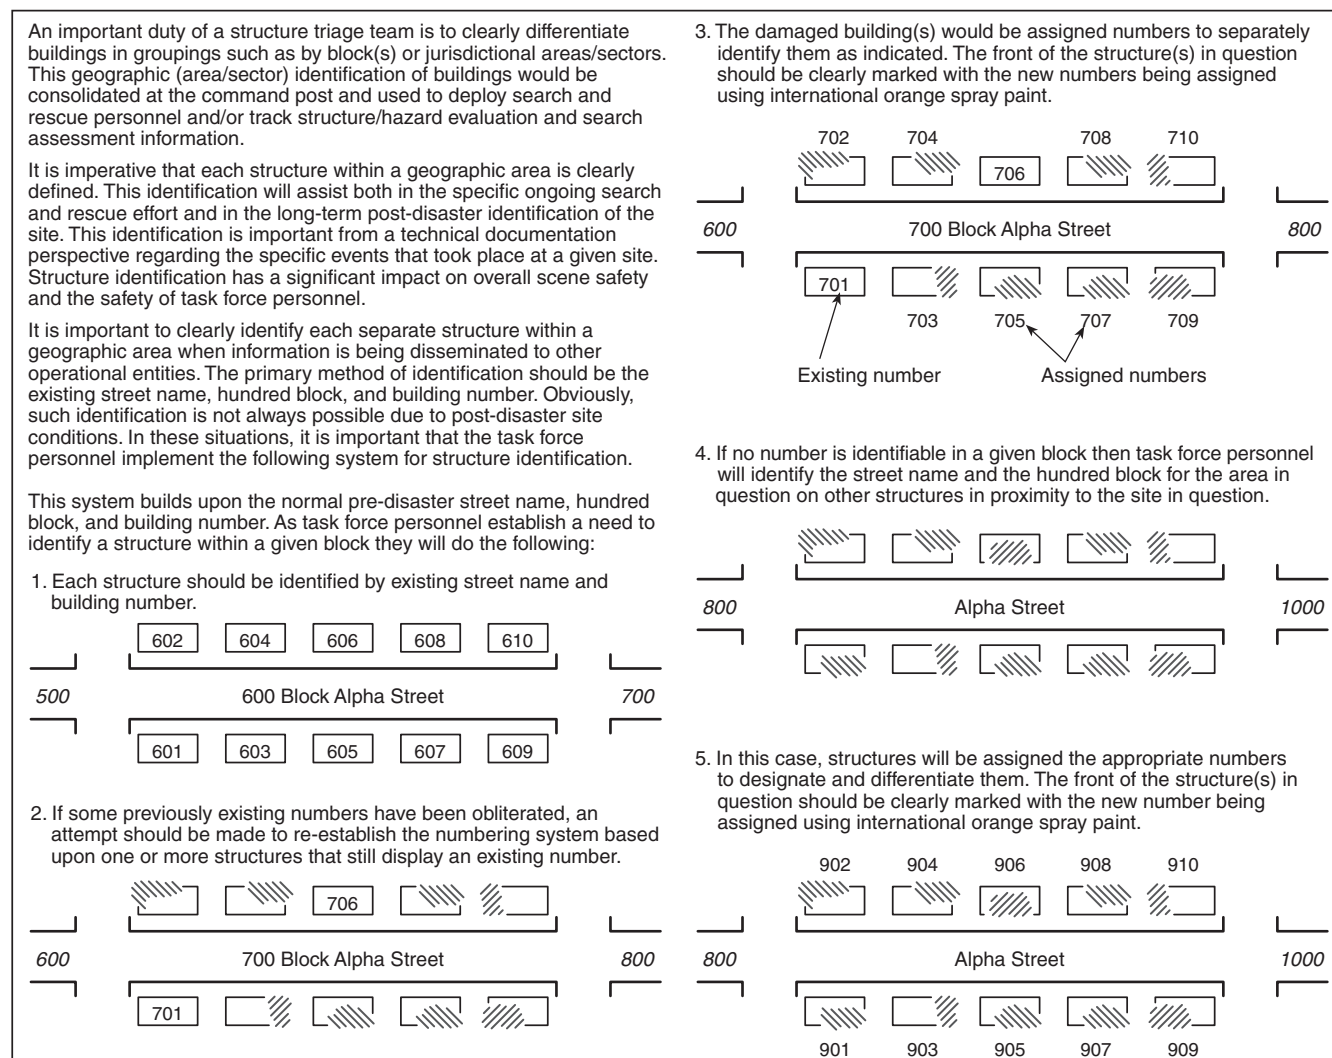 An important duty of a structure triage team is to clearly differentiate
buildings in groupings such as by block(s) or jurisdictional areas/sectors.
This geographic (area/sector) identification of buildings would be
consolidated at the command post and used to deploy search and
rescue personnel and/or track structure/hazard evaluation and search
assessment information.
It is imperative that each structure within a geographic area is clearly
defined. This identification will assist both in the specific ongoing search
and rescue effort and in the long-term post-disaster identification of the
site. This identification is important from a technical documentation
perspective regarding the specific events that took place at a given site.
Structure identification has a significant impact on overall scene safety
and the safety of task force personnel.
It is important to clearly identify each separate structure within a
geographic area when information is being disseminated to other
operational entities. The primary method of identification should be the
existing street name, hundred block, and building number. Obviously,
such identification is not always possible due to post-disaster site
conditions. In these situations, it is important that the task force
personnel implement the following system for structure identification.
This system builds upon the normal pre-disaster street name, hundred
block, and building number. As task force personnel establish a need to
identify a structure within a given block they will do the following:
1. Each structure should be identified by existing street name and
building number.
602 604 606 608 610
500 600 Block Alpha Street 700
601 603 605 607 609
2. If some previously existing numbers have been obliterated, an
attempt should be made to re-establish the numbering system based
upon one or more structures that still display an existing number.
706
600 700 Block Alpha Street 800
701
3. The damaged building(s) would be assigned numbers to separately
identify them as indicated. The front of the structure(s) in question
should be clearly marked with the new numbers being assigned
using international orange spray paint.
702 704 706 708 710
600 700 Block Alpha Street 800
701 703 705 707 709
Existing number Assigned numbers
4. If no number is identifiable in a given block then task force personnel
will identify the street name and the hundred block for the area in
question on other structures in proximity to the site in question.
800 Alpha Street 1000
5. In this case, structures will be assigned the appropriate numbers
to designate and differentiate them. The front of the structure(s) in
question should be clearly marked with the new number being
assigned using international orange spray paint.
902 904 906 908 910
800 Alpha Street 1000
901 903 905 907 909